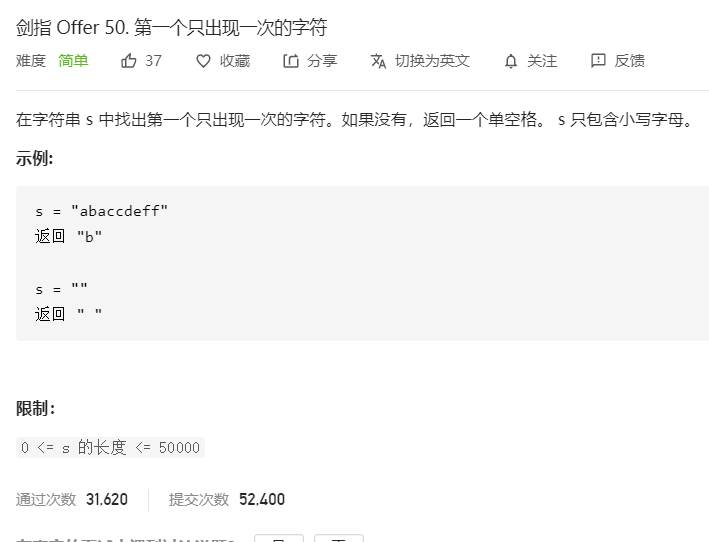 剑指 Offer 50. 第一个只出现一次的字符
难度 简单 37 收藏 分享 切换为英文 关注 反馈
在字符串 s 中找出第一个只出现一次的字符。如果没有，返回一个单空格。 s 只包含小写字母。
示例:
s = "abaccdeff"
返回 "b"
s = ""
返回 " "
限制：
0 <= s 的长度 <= 50000
通过次数 31,620 提交次数 52,400